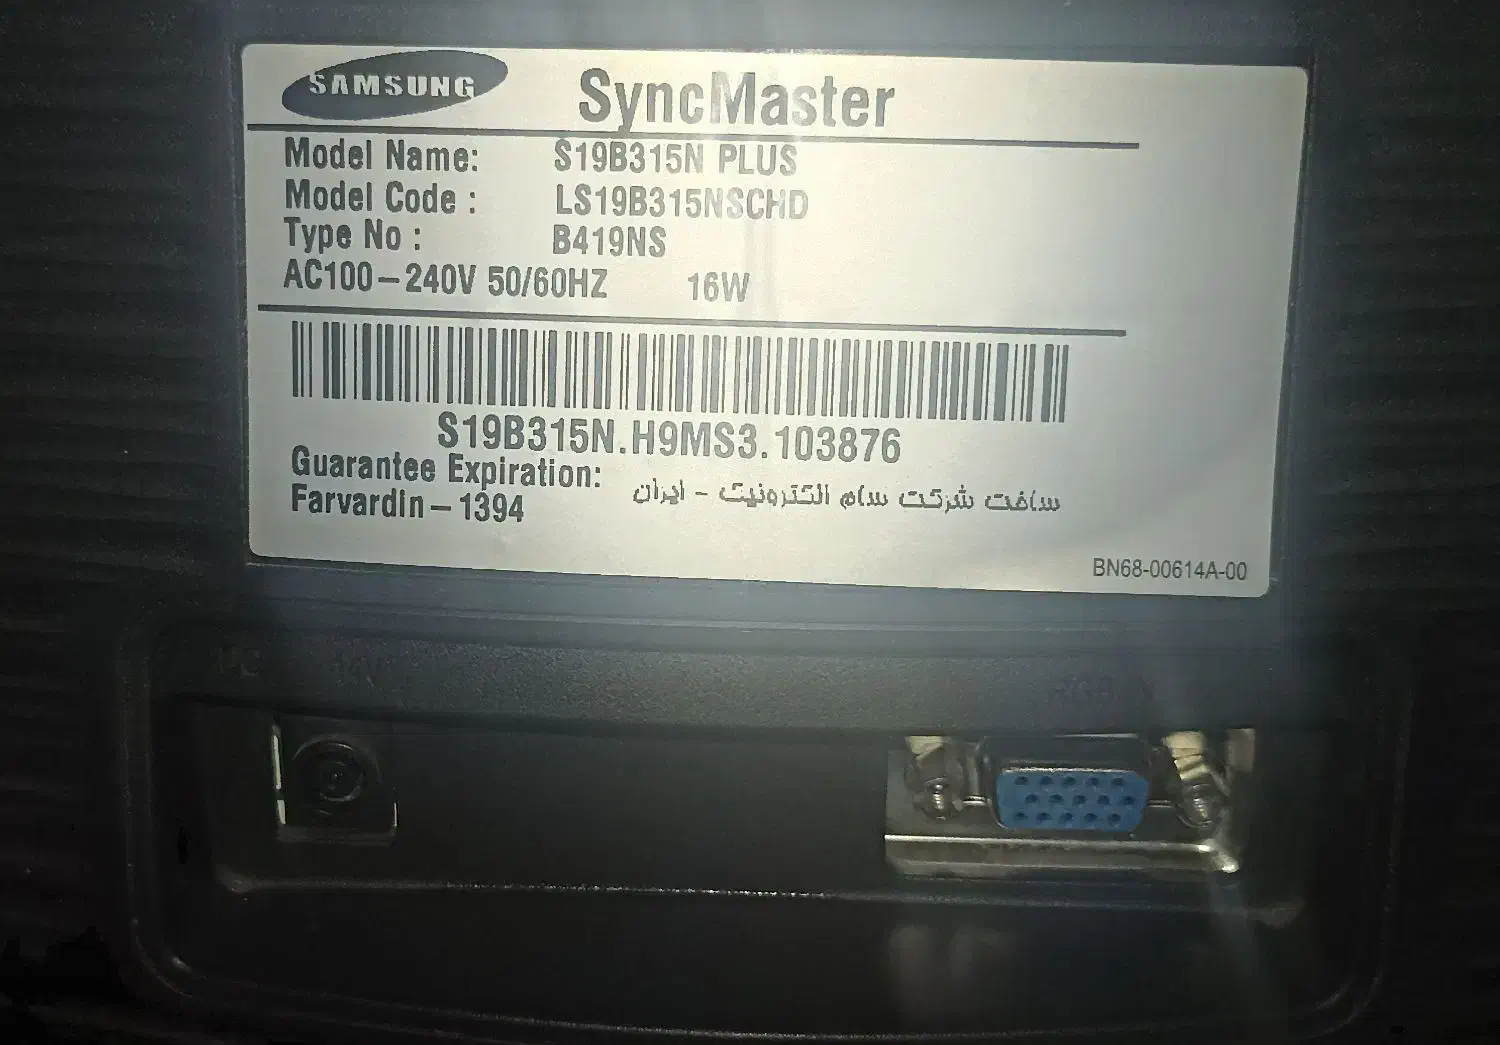 SAMSUNG
SyncMaster
Model Name: S19B315N PLUS
Model Code : LS19B315NSCHD
Type No : B419NS
AC100-240V 50/60HZ 16W
S19B315N.H9MS3.103876
Guarantee Expiration:
Farvardin-1394
ساخت شرکت سام الکترونیک - ایران
BN68-00614A-00